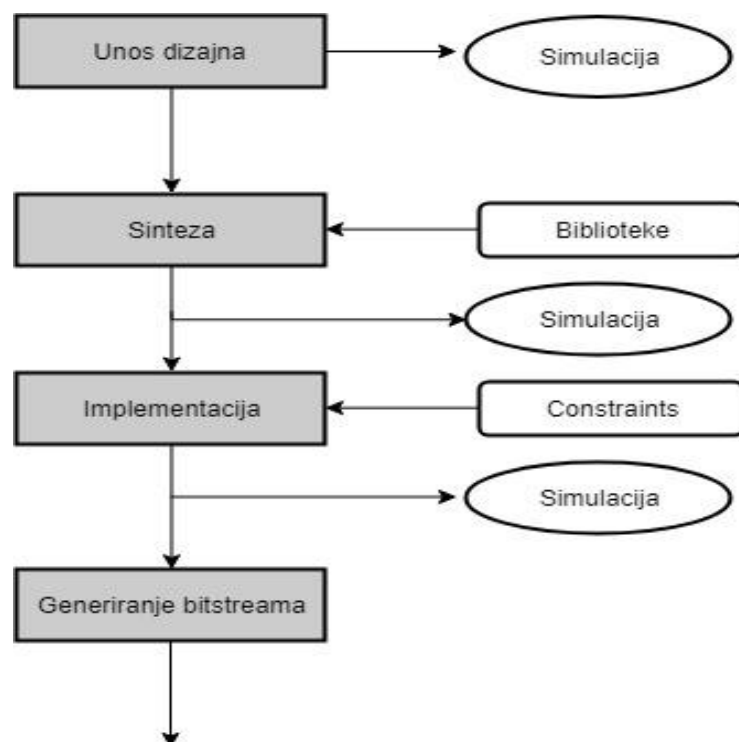 Unos dizajna
Simulacija
Sinteza
Biblioteke
Simulacija
Implementacija
Constraints
Simulacija
Generiranje bitstreama